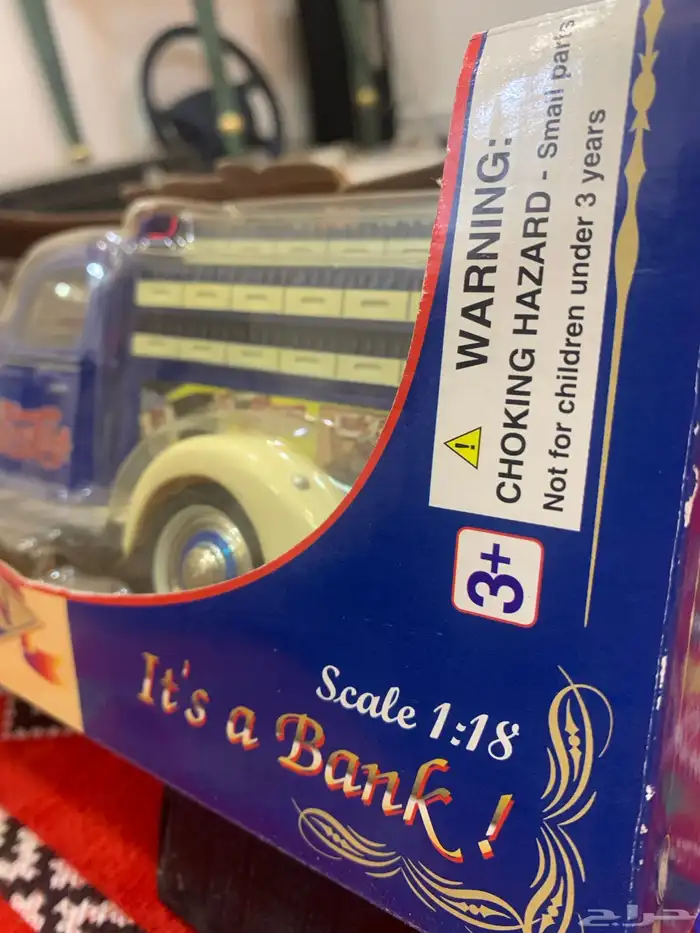 WARNING:
CHOKING HAZARD - Small parts
Not for children under 3 years
3+
Scale 1:18
It's a Bank!
حراج